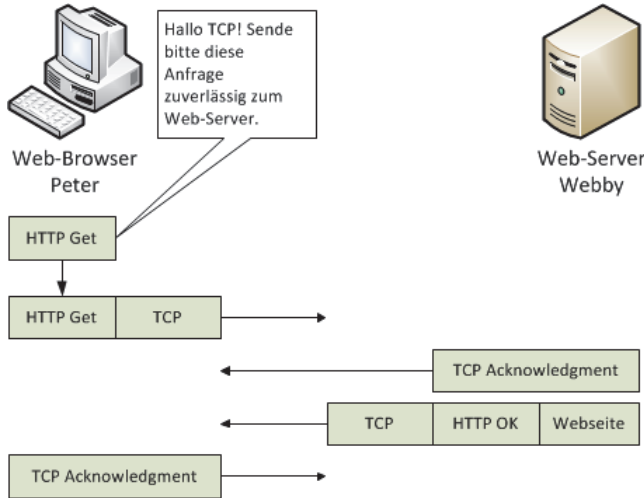 Hallo TCP! Sende
bitte diese
Anfrage
zuverlässig zum
Web-Server.
Web-Browser
Peter
Web-Server
Webby
HTTP Get
HTTP Get TCP
TCP Acknowledgment
TCP HTTP OK Webseite
TCP Acknowledgment